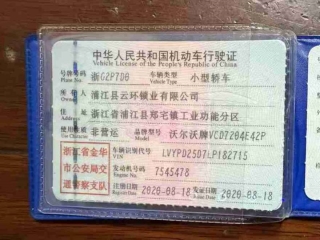 中华人民共和国机动车行驶证
Vehicle License of the People's Republic of China
号牌号码 浙G2P7D0 车辆类型 小型轿车
Plate No. Vehicle Type
所有人 浦江县云环锁业有限公司
Owner
住址 浙江省浦江县郑宅镇工业功能分区
Address
使用性质 非营运 品牌型号 沃尔沃牌VCD7204E42P
Use Character Model
浙江省金华 车辆识别代号 LVYPD25D7LP182715
VIN
市公安局交 发动机号码 7545478
Engine No.
通警察支队 注册日期 2020-08-18 发证日期 2020-08-18
Register Date Issue Date